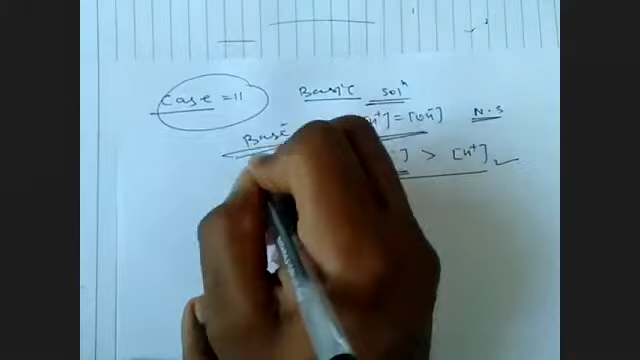 Case = II
Basic Solⁿ
Base [H⁺] = [OH⁻] N.S
] > [H⁺] ✓